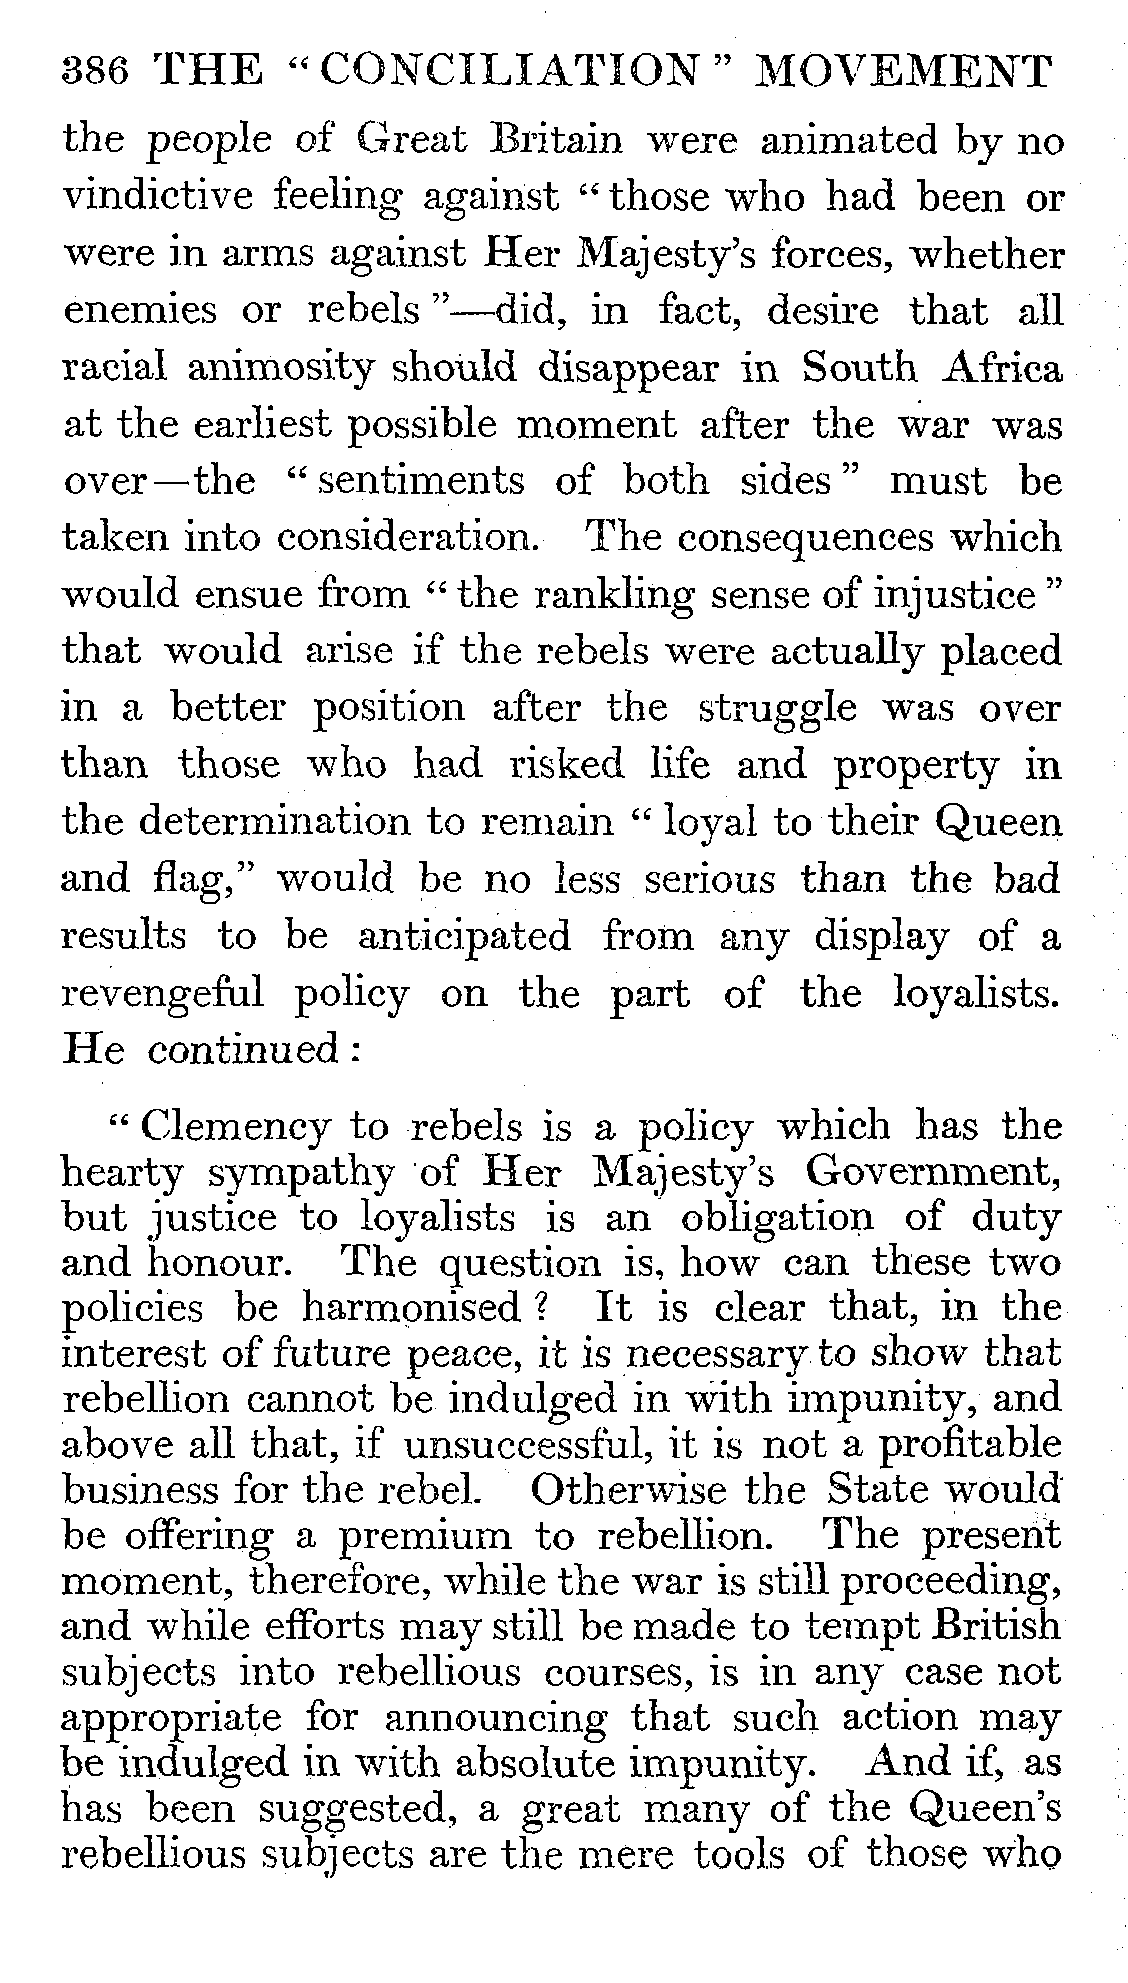 386 THE “CONCILIATION” MOVEMENT
the people of Great Britain were animated by no
vindictive feeling against “those who had been or
were in arms against Her Majesty's forces, whether
enemies or rebels”—did, in fact, desire that all
racial animosity should disappear in South Africa
at the earliest possible moment after the war was
over—the “sentiments of both sides” must be
taken into consideration. The consequences which
would ensue from “the rankling sense of injustice”
that would arise if the rebels were actually placed
in a better position after the struggle was over
than those who had risked life and property in
the determination to remain “loyal to their Queen
and flag,” would be no less serious than the bad
results to be anticipated from any display of a
revengeful policy on the part of the loyalists.
He continued:
“Clemency to rebels is a policy which has the
hearty sympathy of Her Majesty's Government,
but justice to loyalists is an obligation of duty
and honour. The question is, how can these two
policies be harmonised? It is clear that, in the
interest of future peace, it is necessary to show that
rebellion cannot be indulged in with impunity, and
above all that, if unsuccessful, it is not a profitable
business for the rebel. Otherwise the State would
be offering a premium to rebellion. The present
moment, therefore, while the war is still proceeding,
and while efforts may still be made to tempt British
subjects into rebellious courses, is in any case not
appropriate for announcing that such action may
be indulged in with absolute impunity. And if, as
has been suggested, a great many of the Queen's
rebellious subjects are the mere tools of those who